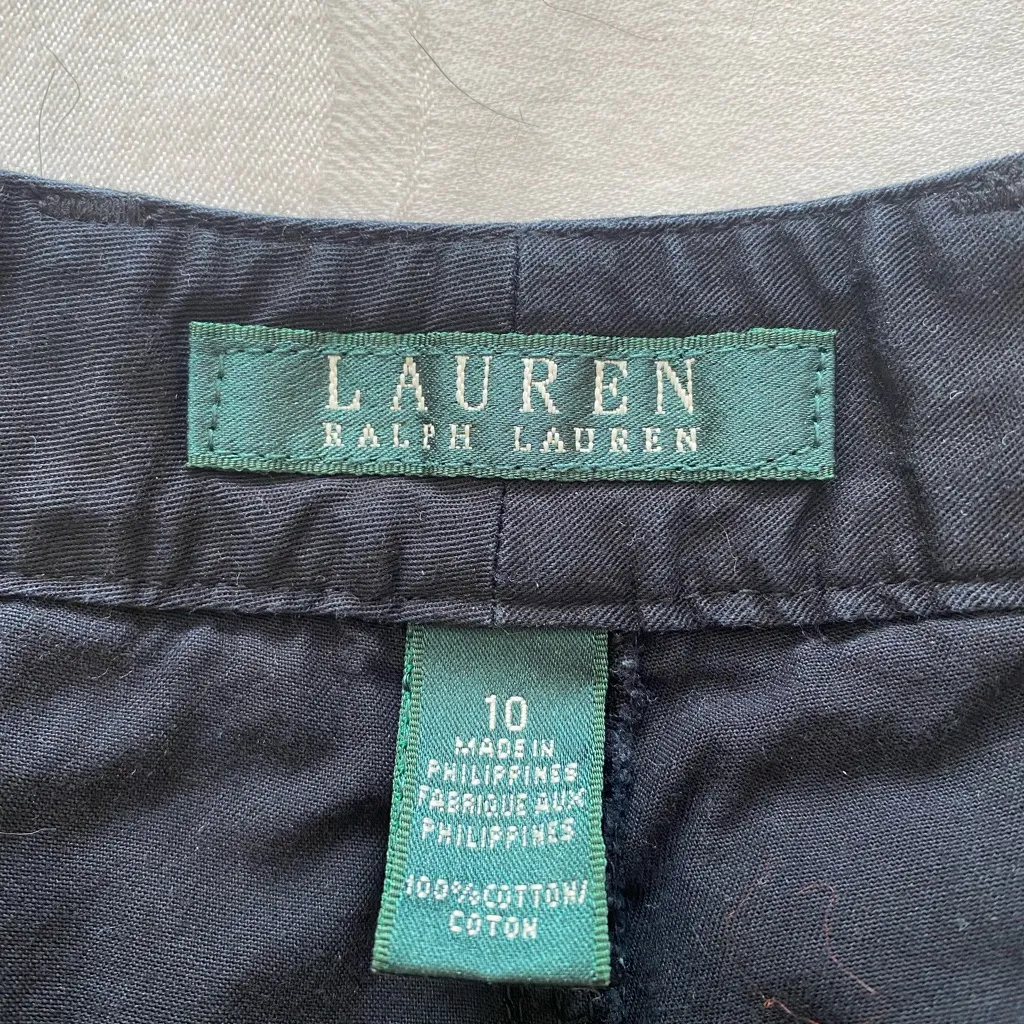 LAUREN
RALPH LAUREN
10
MADE IN
PHILIPPINES
FABRIQUE AUX
PHILIPPINES
100%COTTON/
COTON